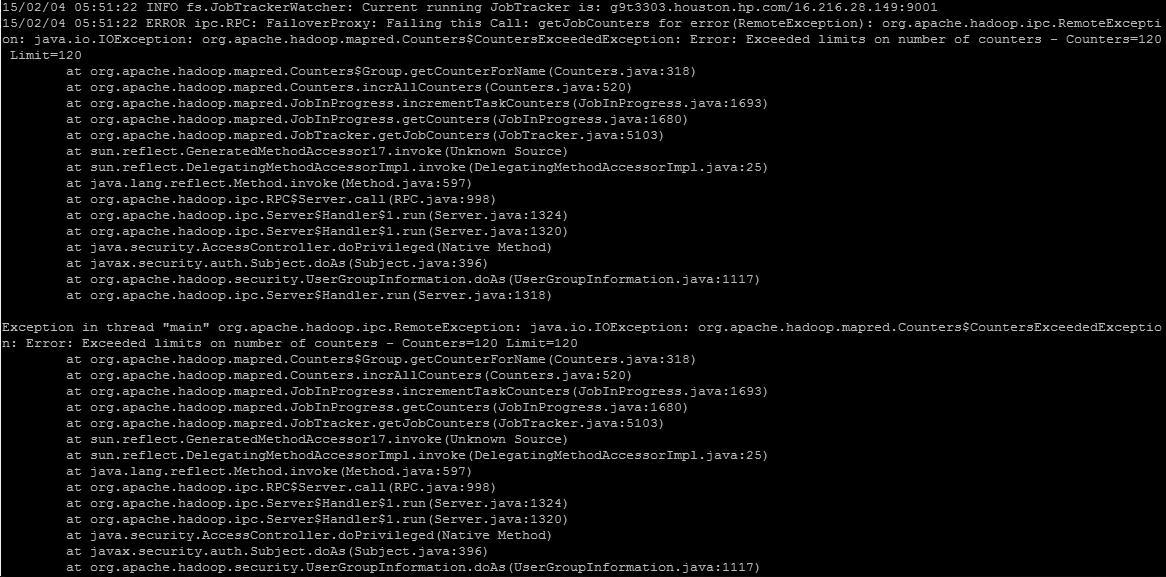 15/02/04 05:51:22 INFO fs.JobTrackerWatcher: Current running JobTracker is: g9t3303.houston.hp.com/16.216.28.149:9001
15/02/04 05:51:22 ERROR ipc.RPC: FailoverProxy: Failing this Call: getJobCounters for error(RemoteException): org.apache.hadoop.ipc.RemoteExcepti
on: java.io.IOException: org.apache.hadoop.mapred.Counters$CountersExceededException: Error: Exceeded limits on number of counters - Counters=120
 Limit=120
        at org.apache.hadoop.mapred.Counters$Group.getCounterForName(Counters.java:318)
        at org.apache.hadoop.mapred.Counters.incrAllCounters(Counters.java:520)
        at org.apache.hadoop.mapred.JobInProgress.incrementTaskCounters(JobInProgress.java:1693)
        at org.apache.hadoop.mapred.JobInProgress.getCounters(JobInProgress.java:1680)
        at org.apache.hadoop.mapred.JobTracker.getJobCounters(JobTracker.java:5103)
        at sun.reflect.GeneratedMethodAccessor17.invoke(Unknown Source)
        at sun.reflect.DelegatingMethodAccessorImpl.invoke(DelegatingMethodAccessorImpl.java:25)
        at java.lang.reflect.Method.invoke(Method.java:597)
        at org.apache.hadoop.ipc.RPC$Server.call(RPC.java:998)
        at org.apache.hadoop.ipc.Server$Handler$1.run(Server.java:1324)
        at org.apache.hadoop.ipc.Server$Handler$1.run(Server.java:1320)
        at java.security.AccessController.doPrivileged(Native Method)
        at javax.security.auth.Subject.doAs(Subject.java:396)
        at org.apache.hadoop.security.UserGroupInformation.doAs(UserGroupInformation.java:1117)
        at org.apache.hadoop.ipc.Server$Handler.run(Server.java:1318)

Exception in thread "main" org.apache.hadoop.ipc.RemoteException: java.io.IOException: org.apache.hadoop.mapred.Counters$CountersExceededExceptio
n: Error: Exceeded limits on number of counters - Counters=120 Limit=120
        at org.apache.hadoop.mapred.Counters$Group.getCounterForName(Counters.java:318)
        at org.apache.hadoop.mapred.Counters.incrAllCounters(Counters.java:520)
        at org.apache.hadoop.mapred.JobInProgress.incrementTaskCounters(JobInProgress.java:1693)
        at org.apache.hadoop.mapred.JobInProgress.getCounters(JobInProgress.java:1680)
        at org.apache.hadoop.mapred.JobTracker.getJobCounters(JobTracker.java:5103)
        at sun.reflect.GeneratedMethodAccessor17.invoke(Unknown Source)
        at sun.reflect.DelegatingMethodAccessorImpl.invoke(DelegatingMethodAccessorImpl.java:25)
        at java.lang.reflect.Method.invoke(Method.java:597)
        at org.apache.hadoop.ipc.RPC$Server.call(RPC.java:998)
        at org.apache.hadoop.ipc.Server$Handler$1.run(Server.java:1324)
        at org.apache.hadoop.ipc.Server$Handler$1.run(Server.java:1320)
        at java.security.AccessController.doPrivileged(Native Method)
        at javax.security.auth.Subject.doAs(Subject.java:396)
        at org.apache.hadoop.security.UserGroupInformation.doAs(UserGroupInformation.java:1117)